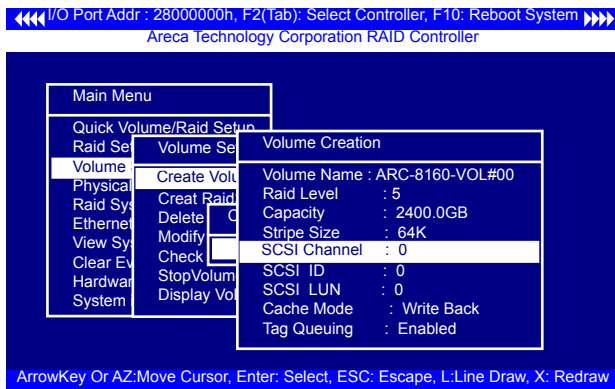 I/O Port Addr : 28000000h, F2(Tab): Select Controller, F10: Reboot System
Areca Technology Corporation RAID Controller
Main Menu
Quick Volume/Raid Setup
Raid Set
Volume
Physical
Raid Sys
Ethernet
View Sy
Clear Ev
Hardwar
System
Volume Se
Create Volu
Creat Raid
Delete
Modify
Check
StopVolum
Display Vol
C
Volume Creation
Volume Name : ARC-8160-VOL#00
Raid Level : 5
Capacity : 2400.0GB
Stripe Size : 64K
SCSI Channel : 0
SCSI ID : 0
SCSI LUN : 0
Cache Mode : Write Back
Tag Queuing : Enabled
ArrowKey Or AZ:Move Cursor, Enter: Select, ESC: Escape, L:Line Draw, X: Redraw